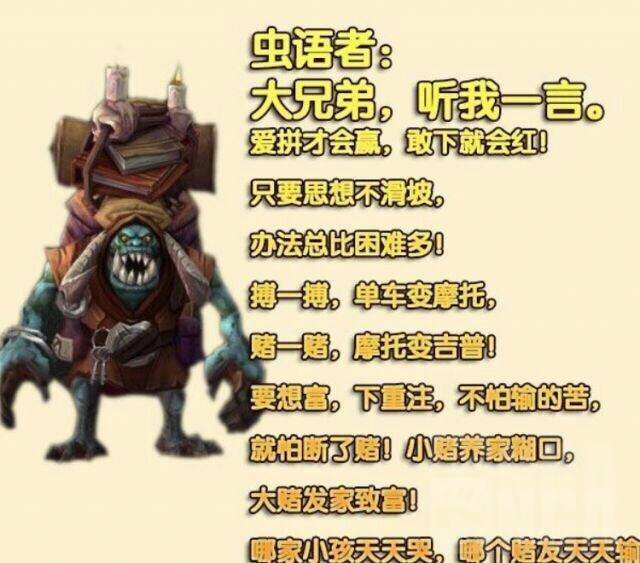 虫语者：
大兄弟，听我一言。
爱拼才会赢，敢下就会红！
只要思想不滑坡，
办法总比困难多！
搏一搏，单车变摩托，
赌一赌，摩托变吉普！
要想富，下重注，不怕输的苦，
就怕断了赌！小赌养家糊口，
大赌发家致富！
哪家小孩天天哭，哪个赌友天天输